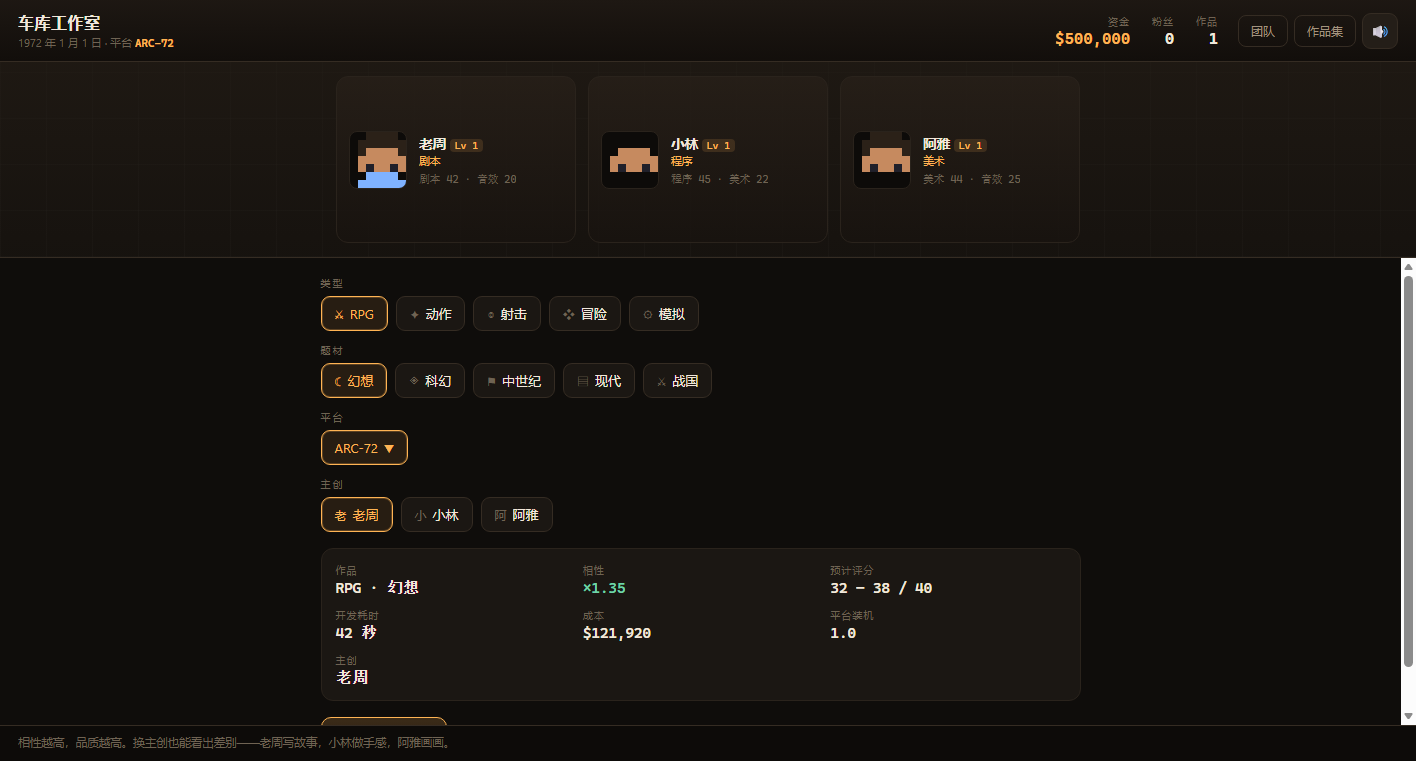 车库工作室
1972 年 1 月 1 日 · 平台 ARC-72
资金 粉丝 作品
$500,000 0 1
团队 作品集
老周 Lv 1
剧本
剧本 42 · 音效 20
小林 Lv 1
程序
程序 45 · 美术 22
阿雅 Lv 1
美术
美术 44 · 音效 25
类型
RPG 动作 射击 冒险 模拟
题材
幻想 科幻 中世纪 现代 战国
平台
ARC-72 ▼
主创
老 老周 小 小林 阿 阿雅
作品 相性 预计评分
RPG · 幻想 ×1.35 32 – 38 / 40
开发耗时 成本 平台装机
42 秒 $121,920 1.0
主创
老周
相性越高，品质越高。换主创也能看出差别——老周写故事，小林做手感，阿雅画画。